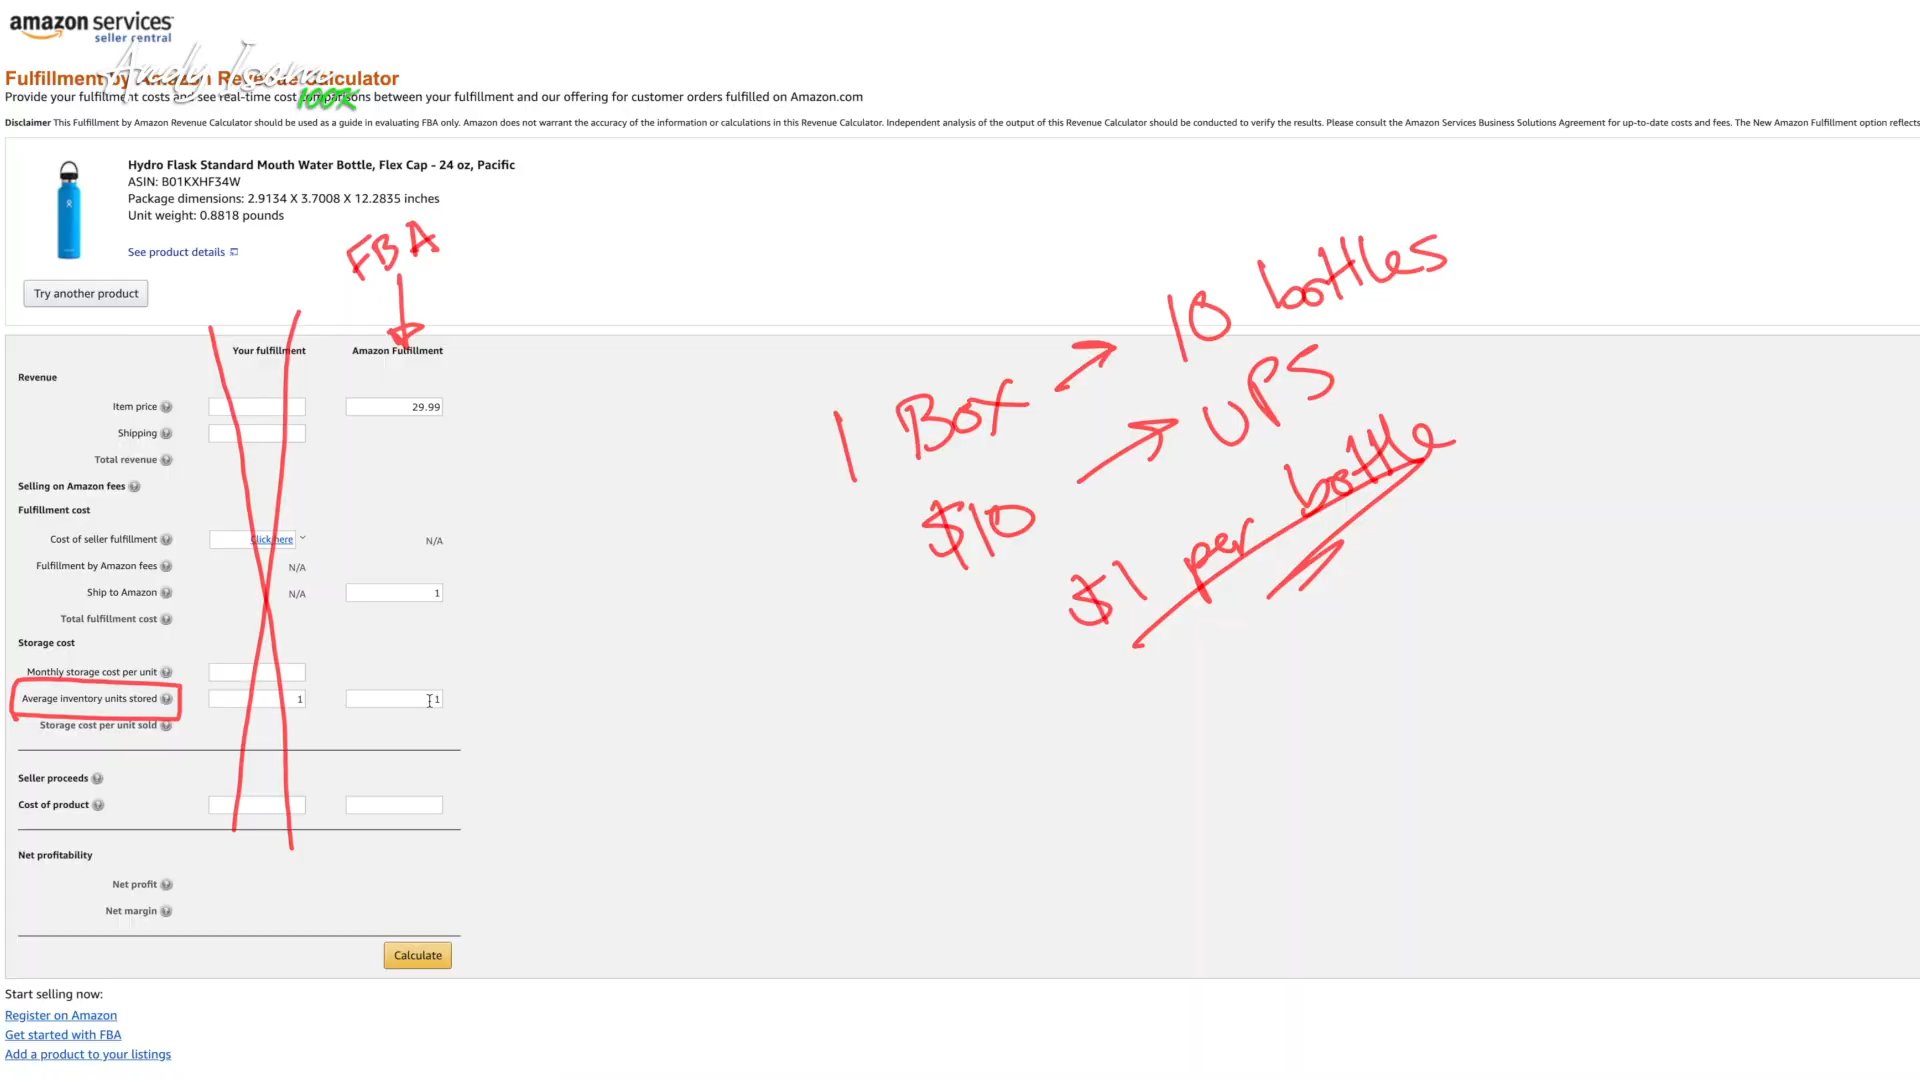 amazon services
seller central
Andy Isom
100K
Fulfillment by Amazon Revenue Calculator
Provide your fulfillment costs and see real-time cost comparisons between your fulfillment and our offering for customer orders fulfilled on Amazon.com
Disclaimer This Fulfillment by Amazon Revenue Calculator should be used as a guide in evaluating FBA only. Amazon does not warrant the accuracy of the information or calculations in this Revenue Calculator. Independent analysis of the output of this Revenue Calculator should be conducted to verify the results. Please consult the Amazon Services Business Solutions Agreement for up-to-date costs and fees. The New Amazon Fulfillment option reflects
Hydro Flask Standard Mouth Water Bottle, Flex Cap - 24 oz, Pacific
ASIN: B01KXHF34W
Package dimensions: 2.9134 X 3.7008 X 12.2835 inches
Unit weight: 0.8818 pounds
See product details
Try another product
FBA
1 Box → 10 bottles
$10 → UPS
$1 per bottle
Your fulfillment Amazon Fulfillment
Revenue
Item price 29.99
Shipping
Total revenue
Selling on Amazon fees
Fulfillment cost
Cost of seller fulfillment Click here N/A
Fulfillment by Amazon fees N/A
Ship to Amazon N/A 1
Total fulfillment cost
Storage cost
Monthly storage cost per unit
Average inventory units stored 1 1
Storage cost per unit sold
Seller proceeds
Cost of product
Net profitability
Net profit
Net margin
Calculate
Start selling now:
Register on Amazon
Get started with FBA
Add a product to your listings